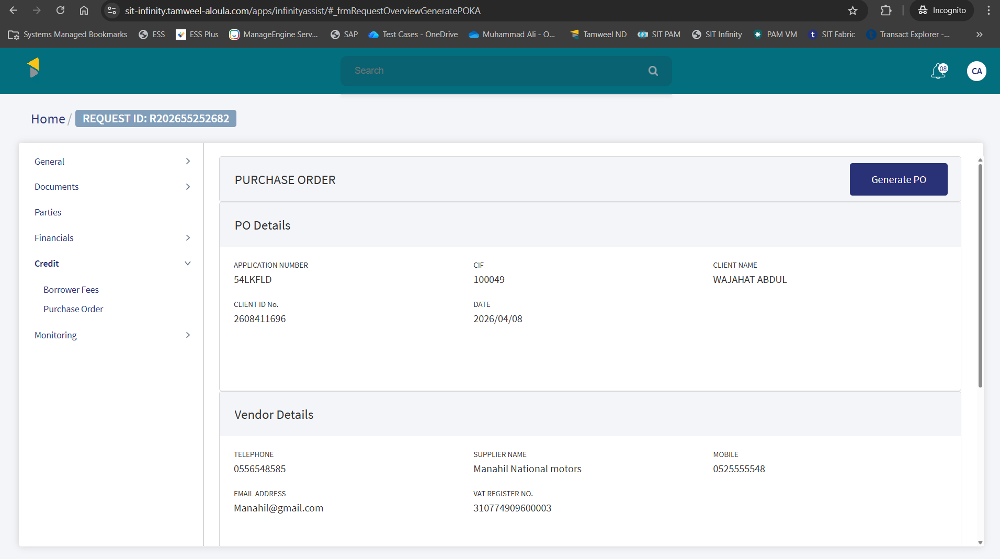 sit-infinity.tamweel-aloula.com/apps/infinityassist/#_frmRequestOverviewGeneratePOKA
Incognito
Systems Managed Bookmarks ESS ESS Plus ManageEngine Serv... SAP Test Cases - OneDrive Muhammad Ali - O... Tamweel ND SIT PAM SIT Infinity PAM VM t SIT Fabric t Transact Explorer -... »
Search
08
CA
Home / REQUEST ID: R202655252682
General
Documents
Parties
Financials
Credit
Borrower Fees
Purchase Order
Monitoring
PURCHASE ORDER
Generate PO
PO Details
APPLICATION NUMBER CIF CLIENT NAME
54LKFLD 100049 WAJAHAT ABDUL
CLIENT ID No. DATE
2608411696 2026/04/08
Vendor Details
TELEPHONE SUPPLIER NAME MOBILE
0556548585 Manahil National motors 0525555548
EMAIL ADDRESS VAT REGISTER NO.
Manahil@gmail.com 310774909600003